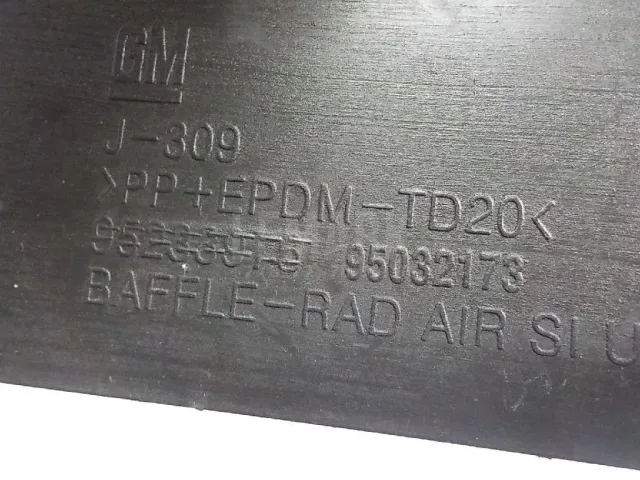 GM
J-309
>PP+EPDM-TD20<
95032173
BAFFLE-RAD AIR SI U